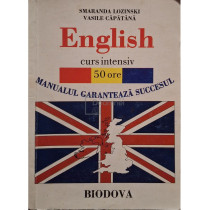 SMARANDA LOZINSKI
VASILE CĂPĂȚÂNĂ
English
curs intensiv
50 ore
MANUALUL GARANTEAZĂ SUCCESUL
BIODOVA